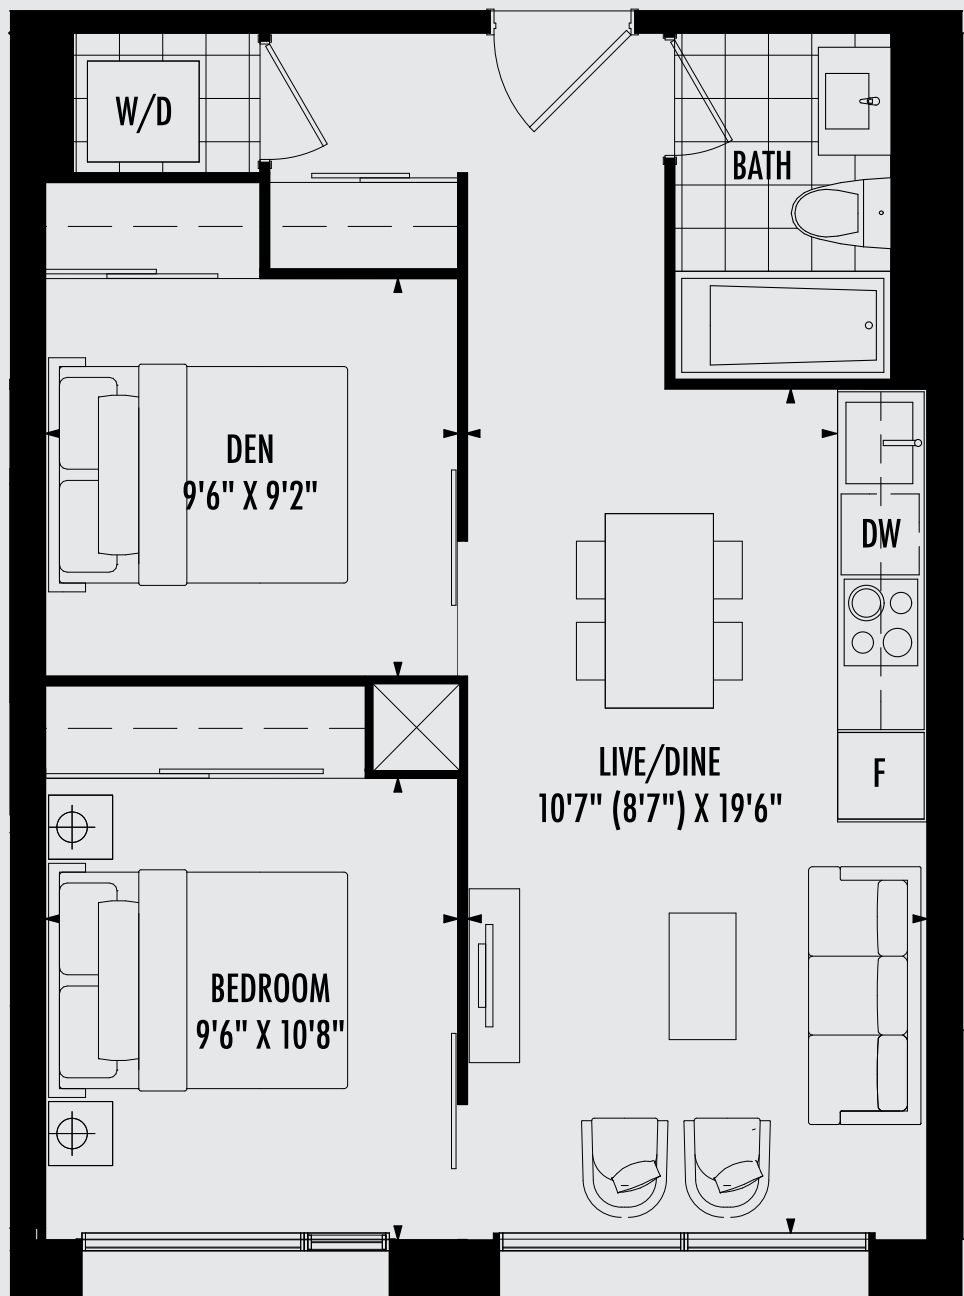 W/D
BATH
DEN
9'6" X 9'2"
DW
LIVE/DINE
10'7" (8'7") X 19'6"
F
BEDROOM
9'6" X 10'8"